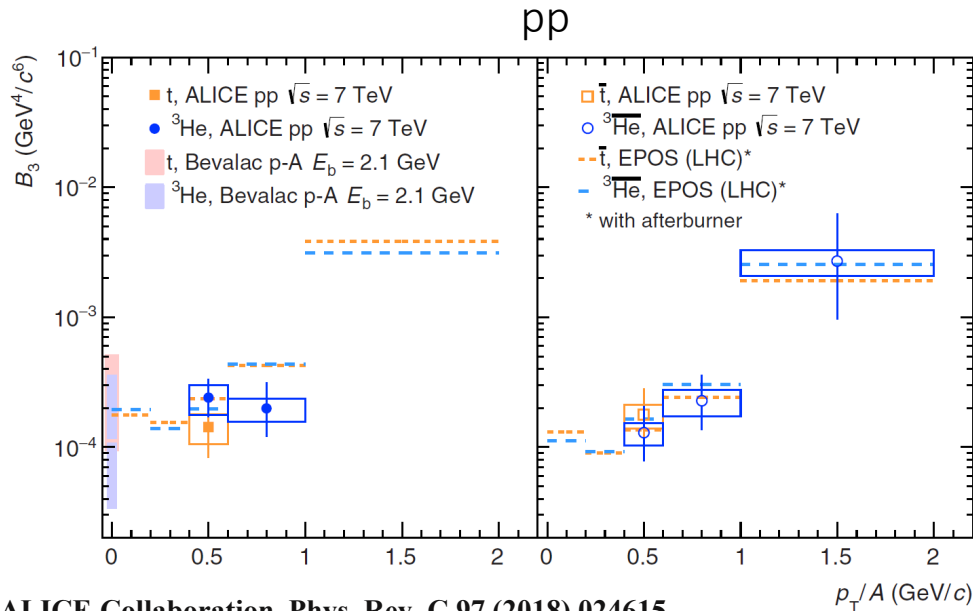 pp
B₃ (GeV⁴/c⁶)
10⁻¹
10⁻²
10⁻³
10⁻⁴
t, ALICE pp √s = 7 TeV
³He, ALICE pp √s = 7 TeV
t, Bevalac p-A E_b = 2.1 GeV
³He, Bevalac p-A E_b = 2.1 GeV
t̅, ALICE pp √s = 7 TeV
³H̅e̅, ALICE pp √s = 7 TeV
t̅, EPOS (LHC)*
³H̅e̅, EPOS (LHC)*
* with afterburner
0 0.5 1 1.5 2
0 0.5 1 1.5 2
p_T/A (GeV/c)
ALICE Collaboration, Phys. Rev. C 97 (2018) 024615